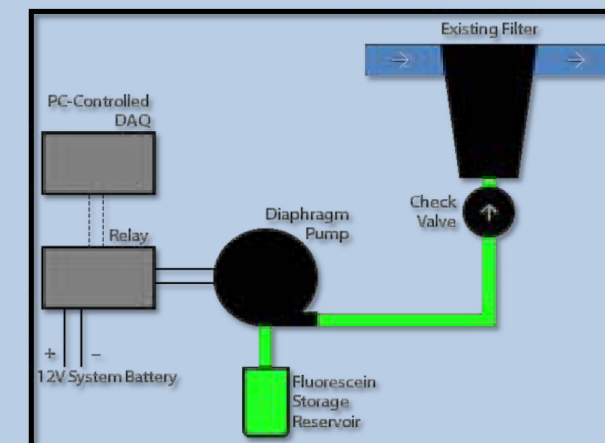 Existing Filter
PC-Controlled
DAQ
Relay
Diaphragm
Pump
Check
Valve
+ −
12V System Battery
Fluorescein
Storage
Reservoir